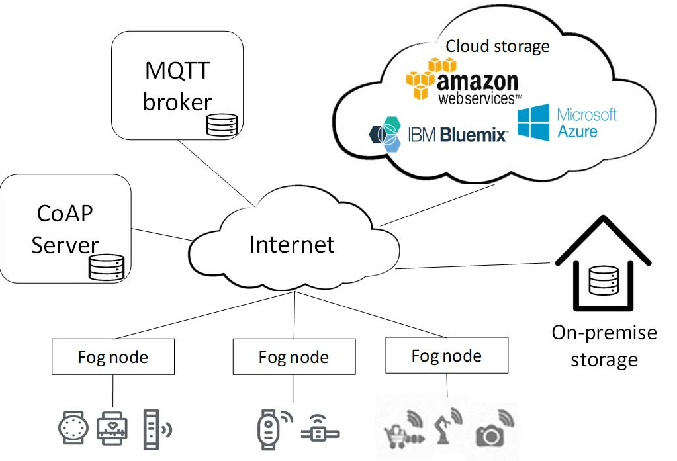 MQTT
broker
Cloud storage
amazon
webservices™
IBM Bluemix™
Microsoft
Azure
CoAP
Server
Internet
On-premise
storage
Fog node
Fog node
Fog node